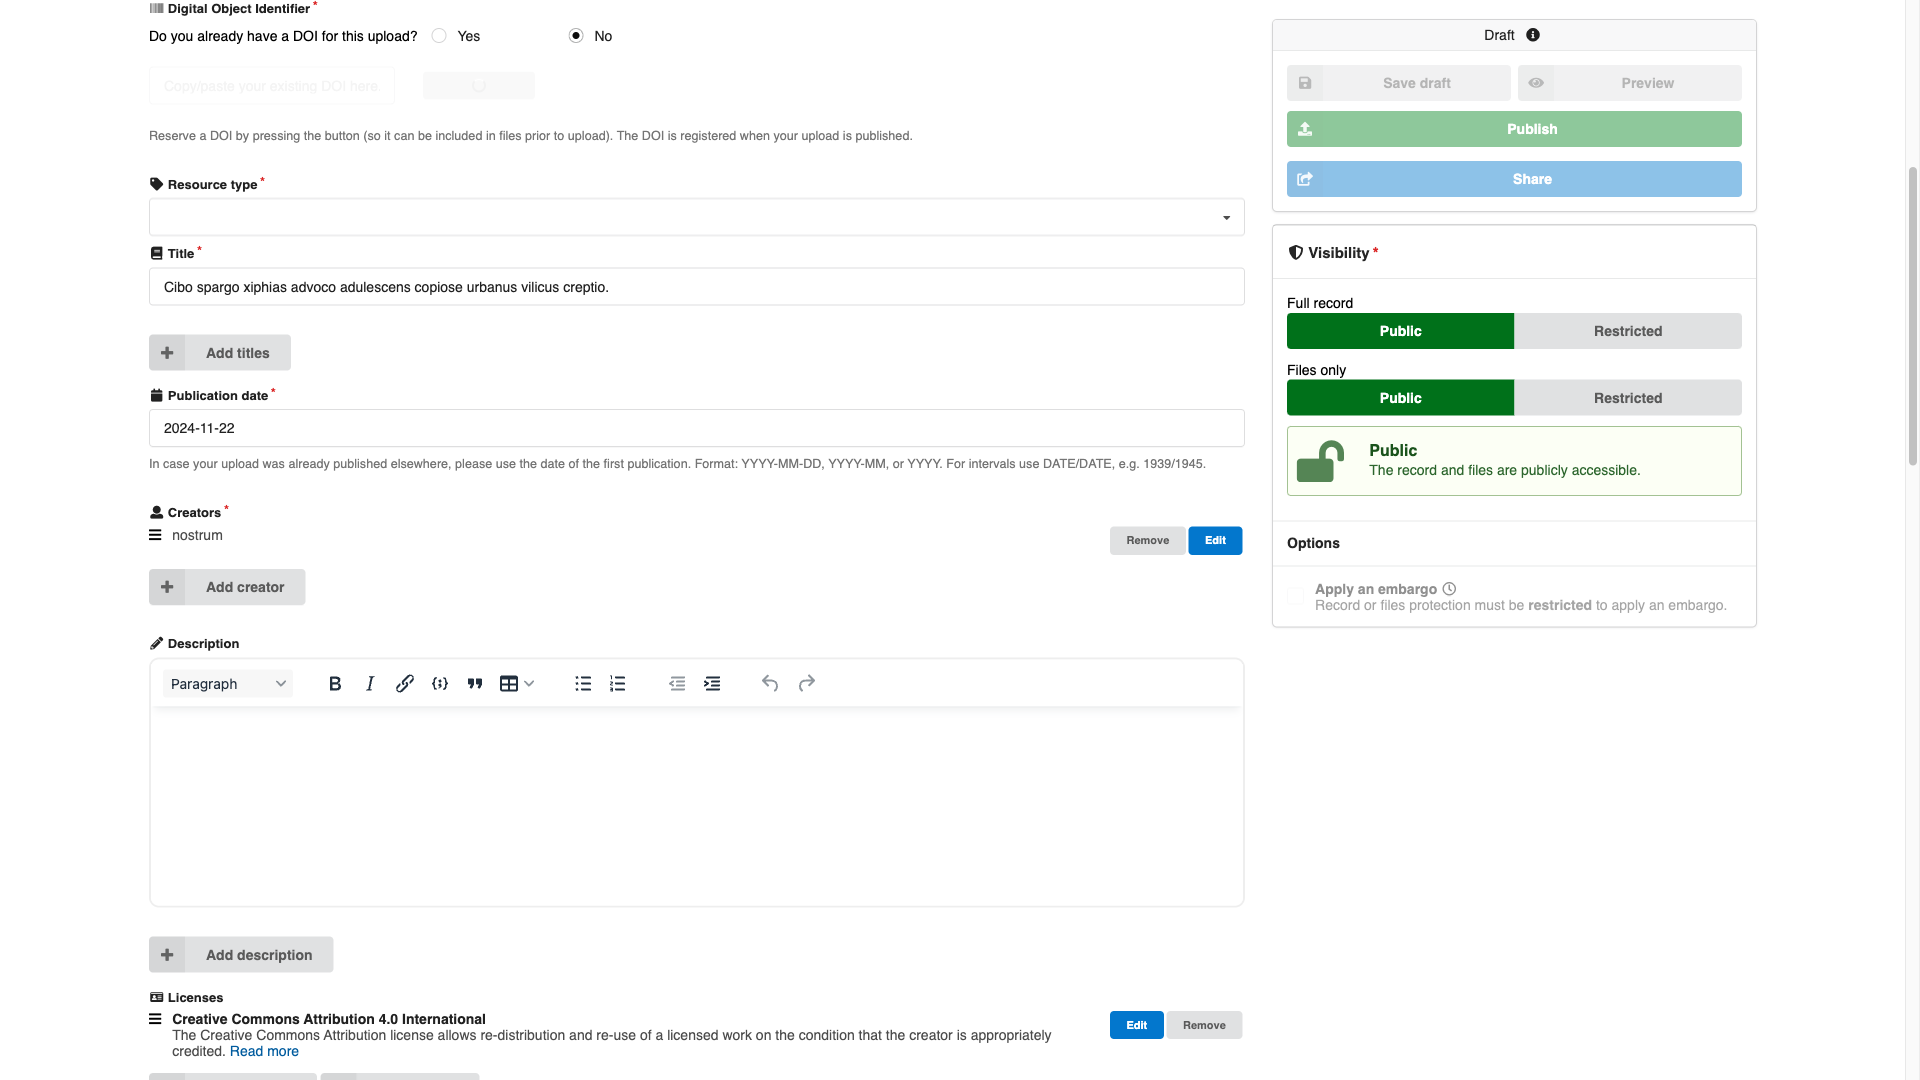 Digital Object Identifier *
Do you already have a DOI for this upload? Yes No
Copy/paste your existing DOI here.
Reserve a DOI by pressing the button (so it can be included in files prior to upload). The DOI is registered when your upload is published.
Resource type *
Title *
Cibo spargo xiphias advoco adulescens copiose urbanus vilicus creptio.
Add titles
Publication date *
2024-11-22
In case your upload was already published elsewhere, please use the date of the first publication. Format: YYYY-MM-DD, YYYY-MM, or YYYY. For intervals use DATE/DATE, e.g. 1939/1945.
Creators *
nostrum
Remove Edit
Add creator
Description
Paragraph
Add description
Licenses
Creative Commons Attribution 4.0 International
The Creative Commons Attribution license allows re-distribution and re-use of a licensed work on the condition that the creator is appropriately
credited. Read more
Edit Remove
Draft
Save draft Preview
Publish
Share
Visibility *
Full record
Public Restricted
Files only
Public Restricted
Public
The record and files are publicly accessible.
Options
Apply an embargo
Record or files protection must be restricted to apply an embargo.